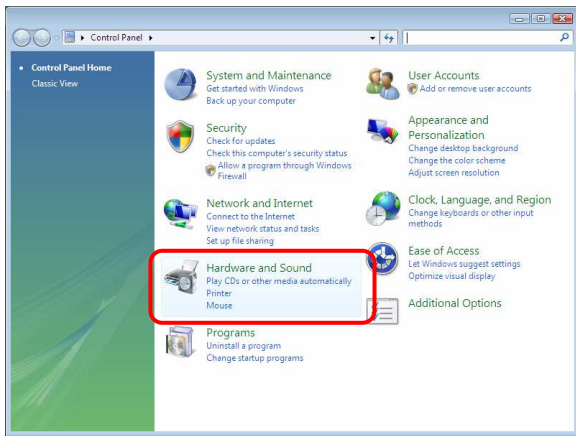 Control Panel
Control Panel Home
Classic View
System and Maintenance
Get started with Windows
Back up your computer
Security
Check for updates
Check this computer's security status
Allow a program through Windows
Firewall
Network and Internet
Connect to the Internet
View network status and tasks
Set up file sharing
Hardware and Sound
Play CDs or other media automatically
Printer
Mouse
Programs
Uninstall a program
Change startup programs
User Accounts
Add or remove user accounts
Appearance and
Personalization
Change desktop background
Change the color scheme
Adjust screen resolution
Clock, Language, and Region
Change keyboards or other input
methods
Ease of Access
Let Windows suggest settings
Optimize visual display
Additional Options